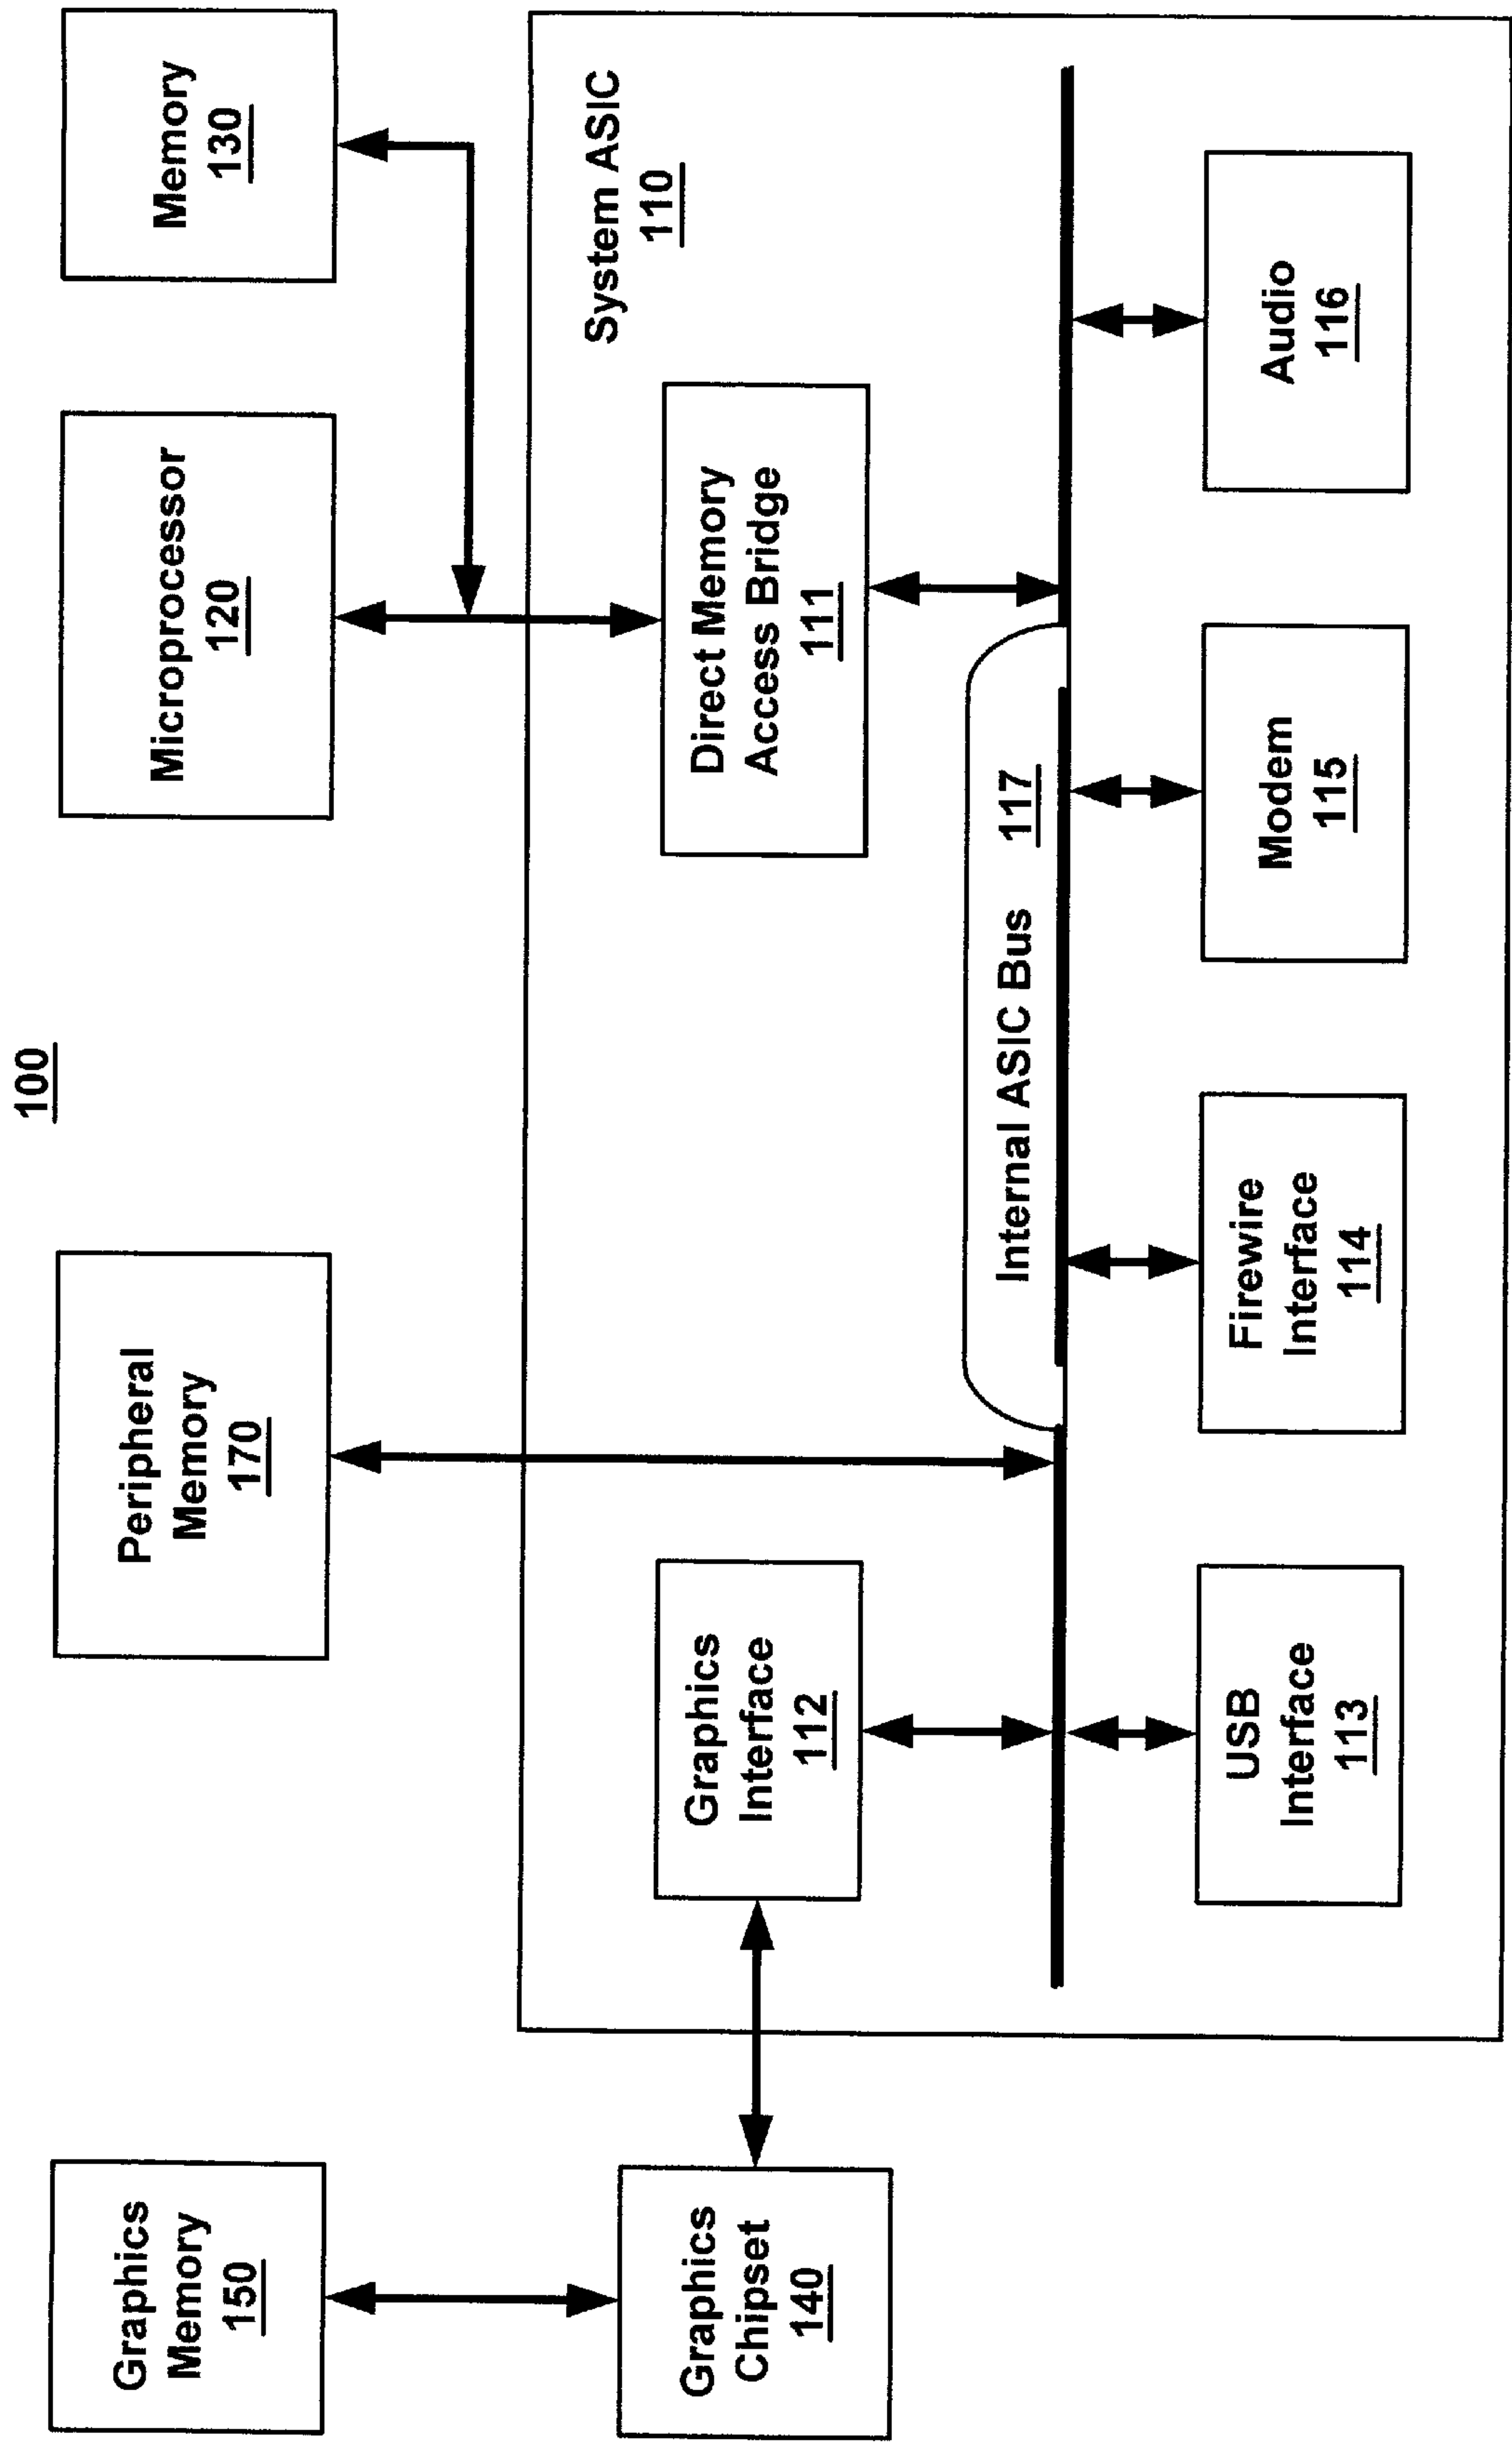 100
Graphics
Memory
150
Peripheral
Memory
170
Microprocessor
120
Memory
130
System ASIC
110
Graphics
Chipset
140
Graphics
Interface
112
Direct Memory
Access Bridge
111
Internal ASIC Bus 117
USB
Interface
113
Firewire
Interface
114
Modem
115
Audio
116